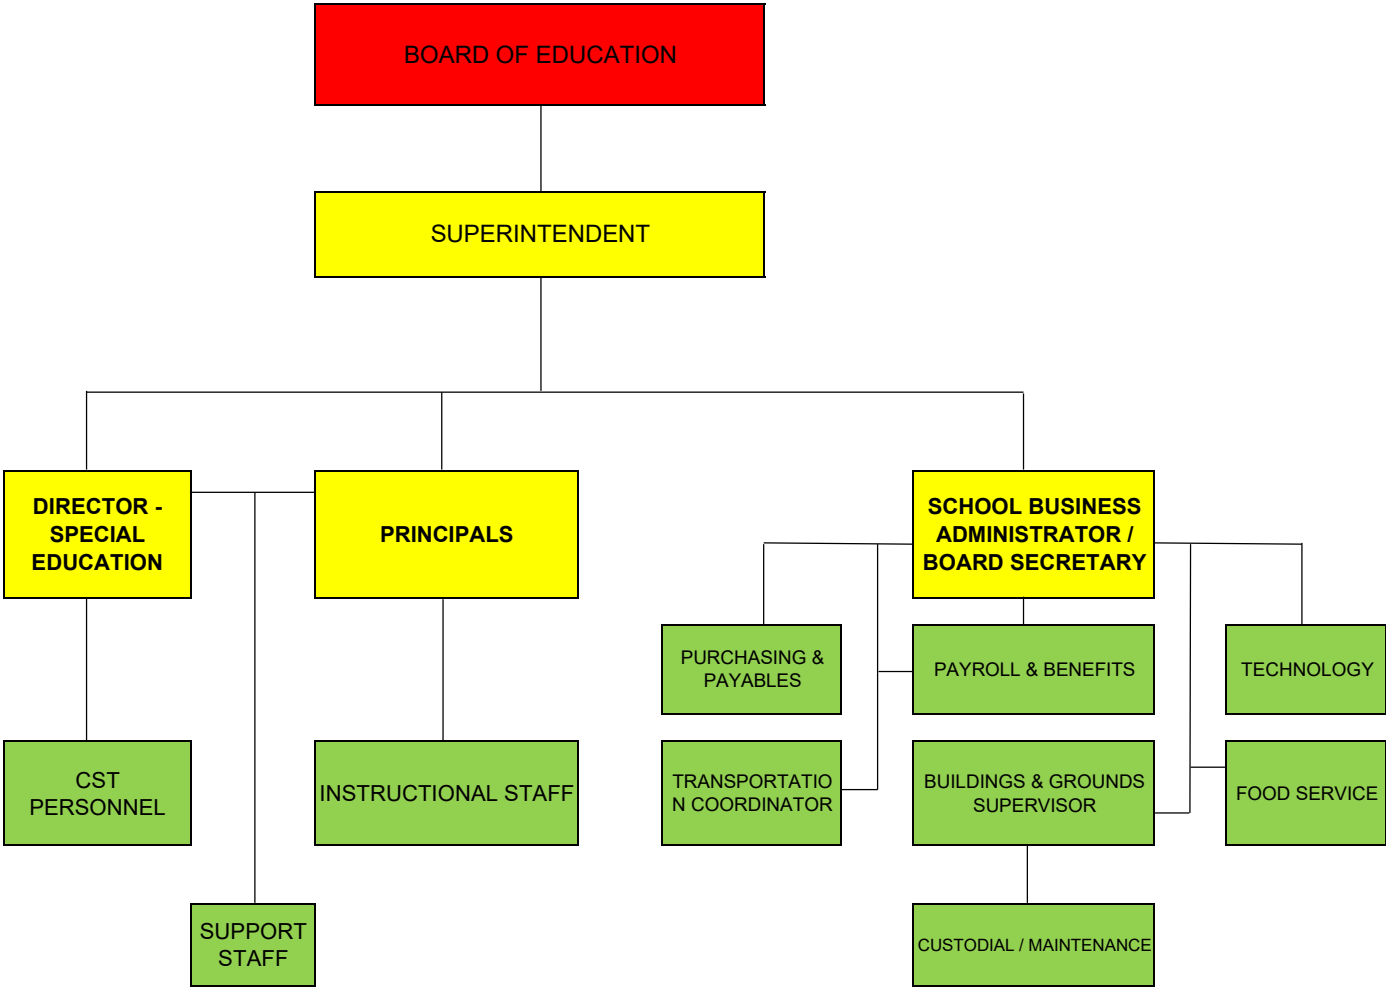 BOARD OF EDUCATION
SUPERINTENDENT
DIRECTOR -
SPECIAL
EDUCATION
PRINCIPALS
SCHOOL BUSINESS
ADMINISTRATOR /
BOARD SECRETARY
PURCHASING &
PAYABLES
PAYROLL & BENEFITS
TECHNOLOGY
CST
PERSONNEL
INSTRUCTIONAL STAFF
TRANSPORTATIO
N COORDINATOR
BUILDINGS & GROUNDS
SUPERVISOR
FOOD SERVICE
SUPPORT
STAFF
CUSTODIAL / MAINTENANCE